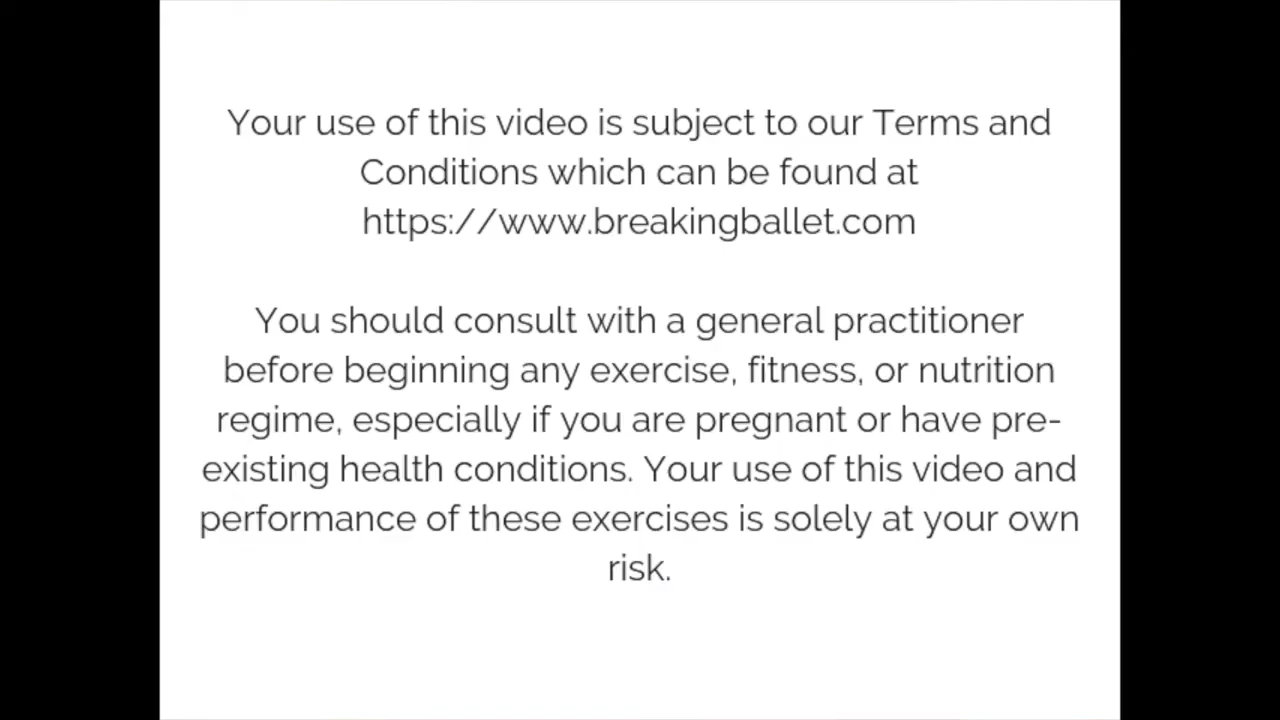 Your use of this video is subject to our Terms and
Conditions which can be found at
https://www.breakingballet.com
You should consult with a general practitioner
before beginning any exercise, fitness, or nutrition
regime, especially if you are pregnant or have pre-
existing health conditions. Your use of this video and
performance of these exercises is solely at your own
risk.